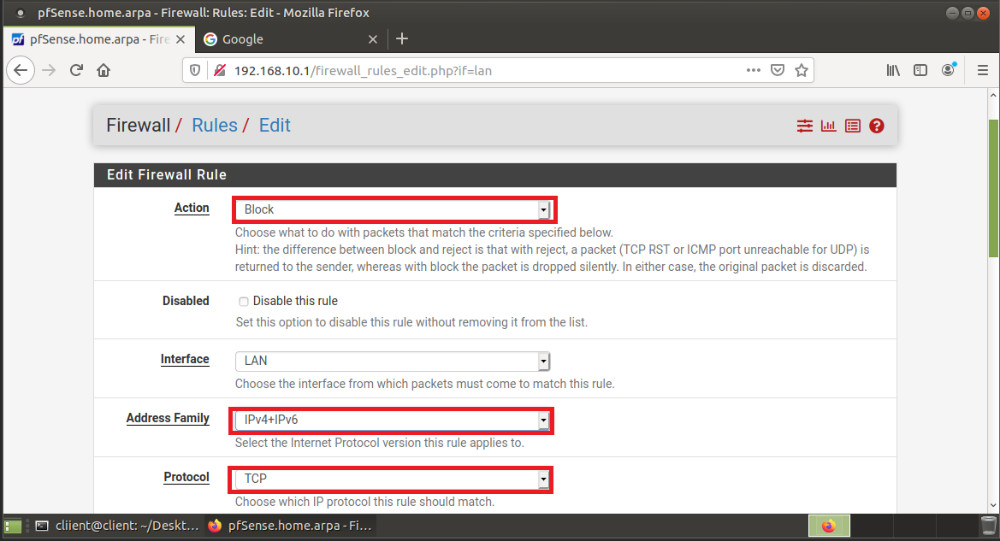 pfSense.home.arpa - Firewall: Rules: Edit - Mozilla Firefox
pf pfSense.home.arpa - Fire
Google
192.168.10.1/firewall_rules_edit.php?if=lan
Firewall / Rules / Edit
Edit Firewall Rule
Action
Block
Choose what to do with packets that match the criteria specified below.
Hint: the difference between block and reject is that with reject, a packet (TCP RST or ICMP port unreachable for UDP) is
returned to the sender, whereas with block the packet is dropped silently. In either case, the original packet is discarded.
Disabled
Disable this rule
Set this option to disable this rule without removing it from the list.
Interface
LAN
Choose the interface from which packets must come to match this rule.
Address Family
IPv4+IPv6
Select the Internet Protocol version this rule applies to.
Protocol
TCP
Choose which IP protocol this rule should match.
cliient@client: ~/Deskt...
pfSense.home.arpa - Fi...